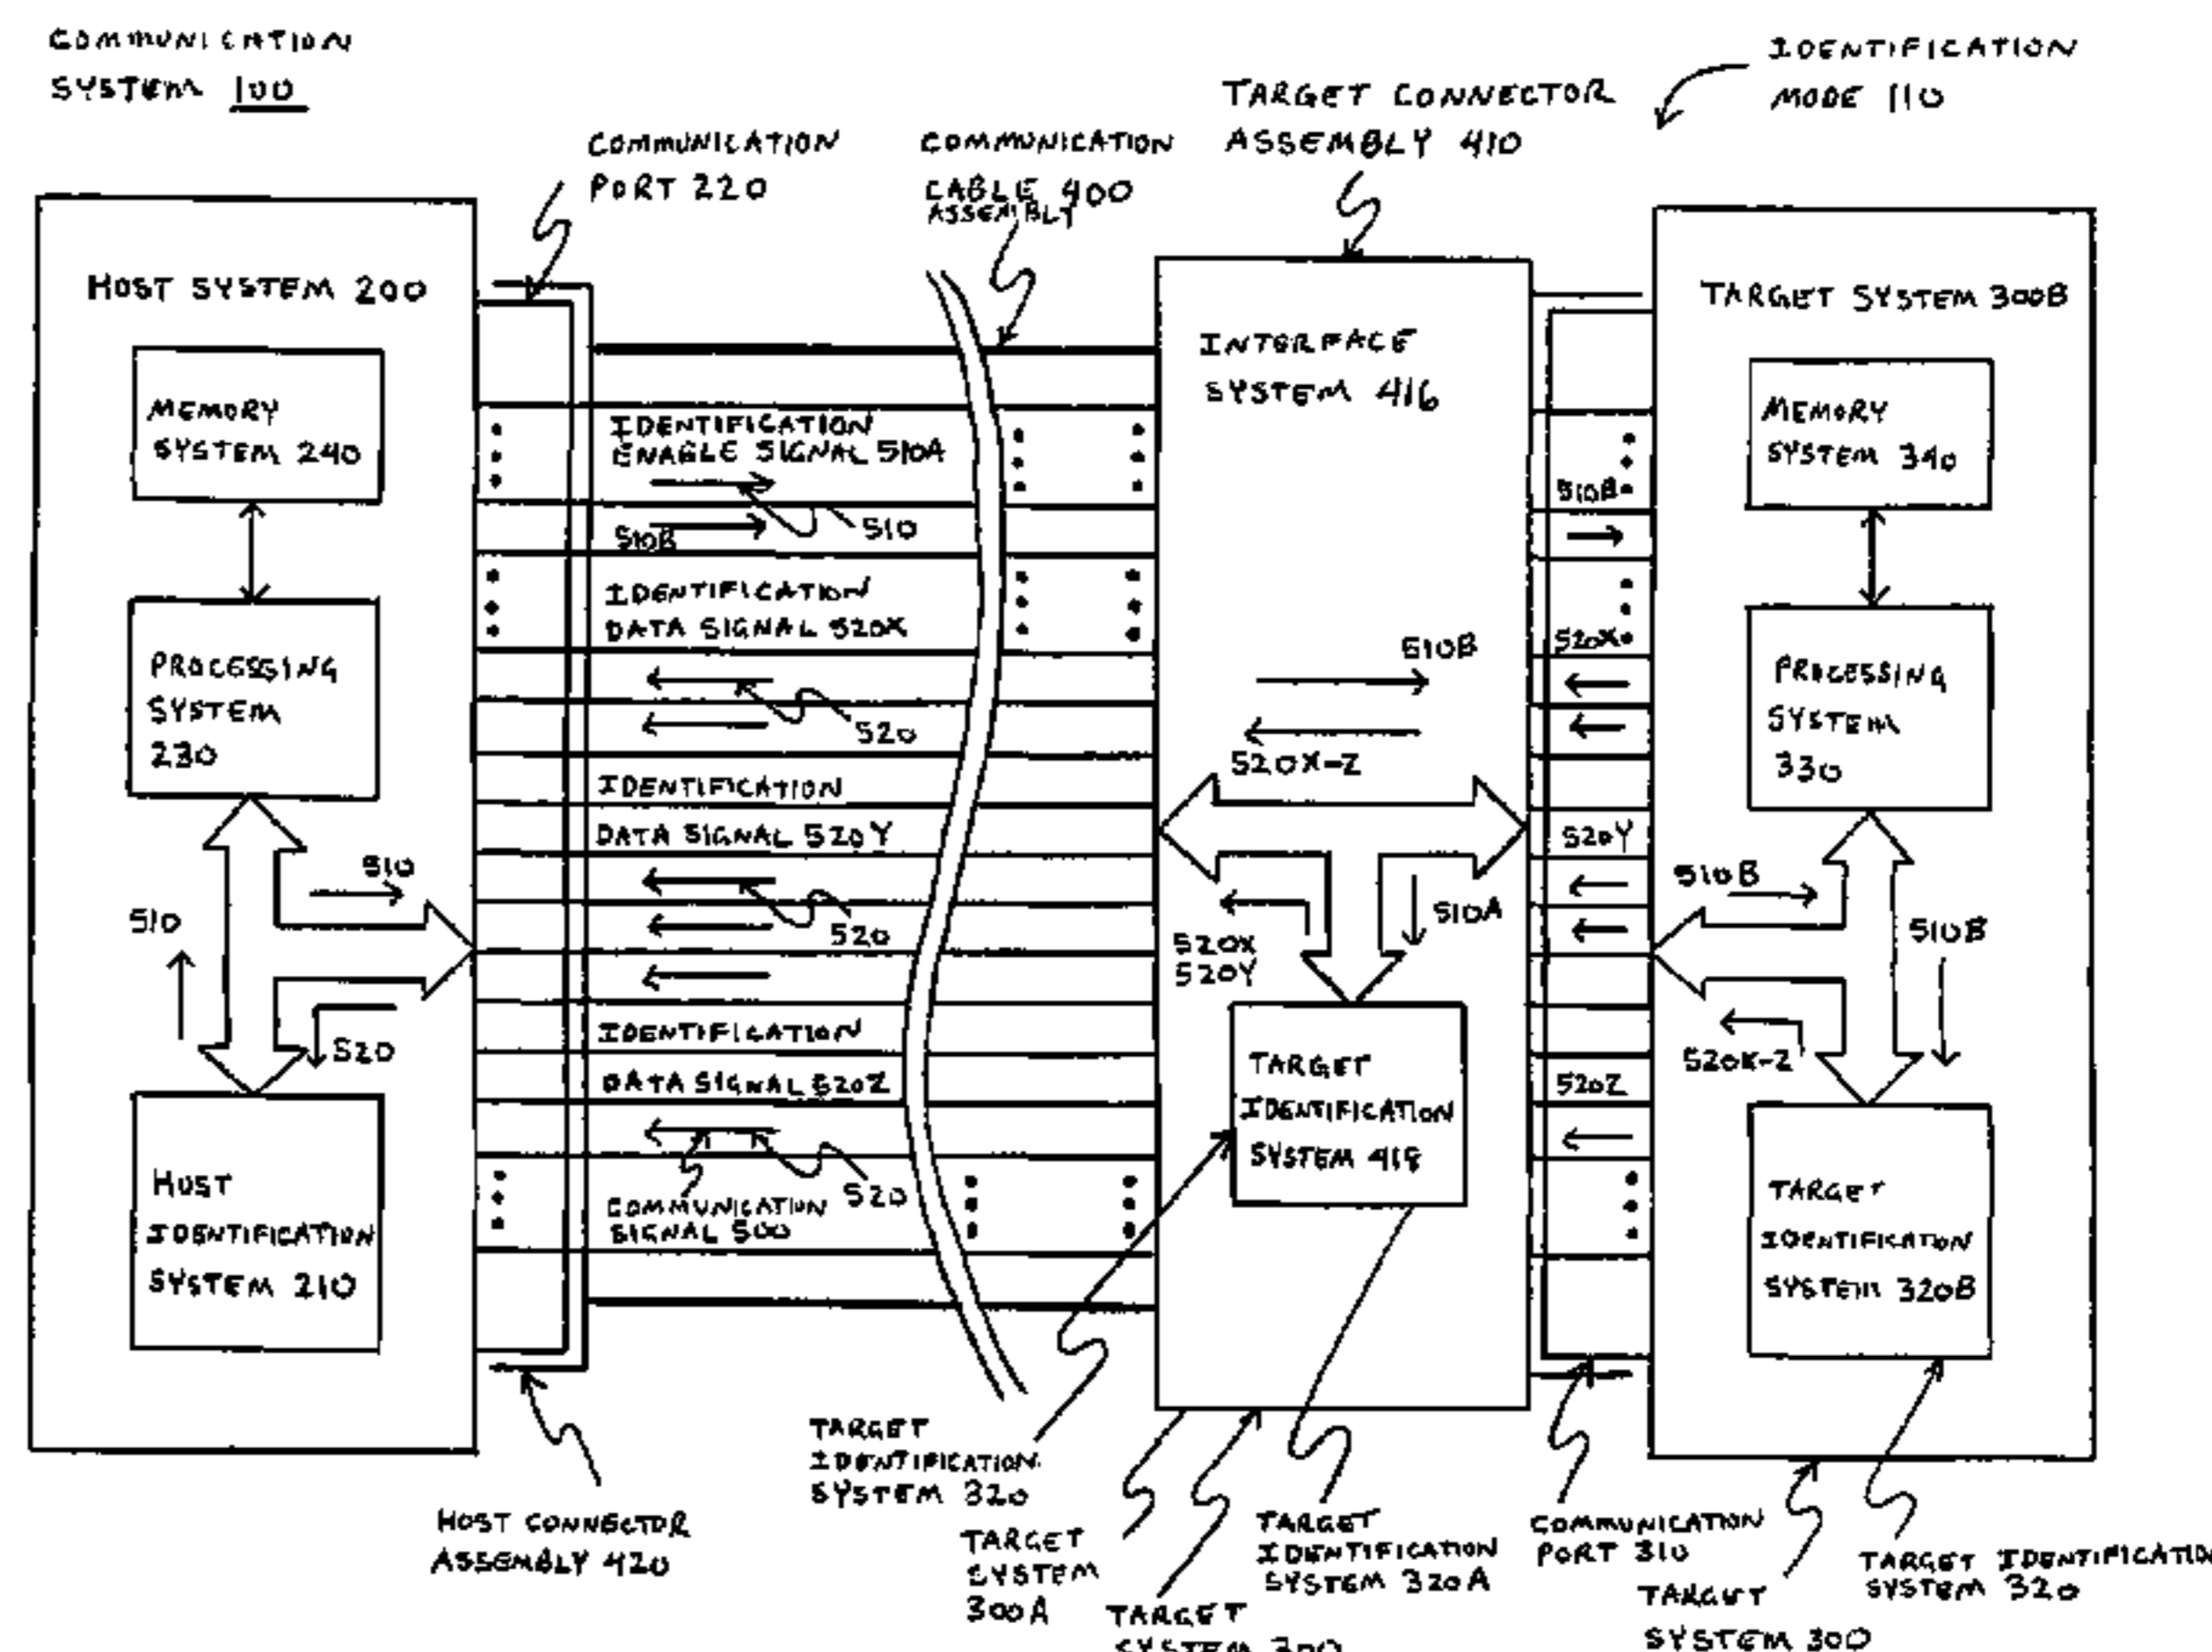 COMMUNICATION
SYSTEM 100
IDENTIFICATION
MODE 110
TARGET CONNECTOR
ASSEMBLY 410
COMMUNICATION
PORT 220
COMMUNICATION
CABLE 400
ASSEMBLY
HOST SYSTEM 200
MEMORY
SYSTEM 240
PROCESSING
SYSTEM
230
510
510
520
HOST
IDENTIFICATION
SYSTEM 210
IDENTIFICATION
ENABLE SIGNAL 510A
510
510B
IDENTIFICATION
DATA SIGNAL 520X
520
IDENTIFICATION
DATA SIGNAL 520Y
520
IDENTIFICATION
DATA SIGNAL 520Z
520
COMMUNICATION
SIGNAL 500
INTERFACE
SYSTEM 416
510B
520X-Z
510A
520X
520Y
TARGET
IDENTIFICATION
SYSTEM 418
510B
520X
520Y
520Z
TARGET SYSTEM 300B
MEMORY
SYSTEM 340
PROCESSING
SYSTEM
330
510B
510B
520X-Z
TARGET
IDENTIFICATION
SYSTEM 320B
HOST CONNECTOR
ASSEMBLY 420
TARGET
IDENTIFICATION
SYSTEM 320
TARGET
SYSTEM
300A
TARGET
SYSTEM 300
TARGET
IDENTIFICATION
SYSTEM 320A
COMMUNICATION
PORT 310
TARGET
SYSTEM 300
TARGET IDENTIFICATION
SYSTEM 320